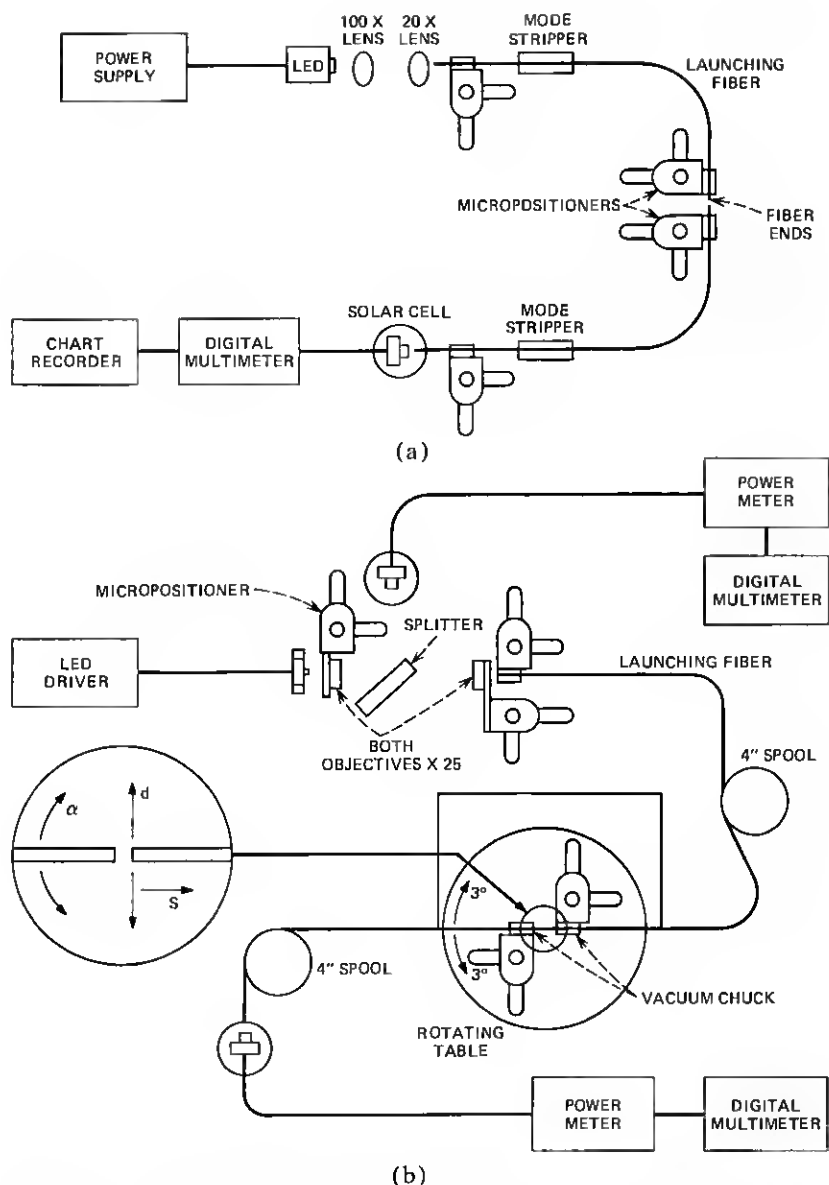 100 X
LENS
20 X
LENS
MODE
STRIPPER
POWER
SUPPLY
LED
LAUNCHING
FIBER
MICROPOSITIONERS
FIBER
ENDS
SOLAR CELL
MODE
STRIPPER
CHART
RECORDER
DIGITAL
MULTIMETER
(a)
POWER
METER
MICROPOSITIONER
SPLITTER
DIGITAL
MULTIMETER
LED
DRIVER
LAUNCHING FIBER
BOTH
OBJECTIVES X 25
4" SPOOL
α
d
S
3°
3°
4" SPOOL
VACUUM CHUCK
ROTATING
TABLE
POWER
METER
DIGITAL
MULTIMETER
(b)